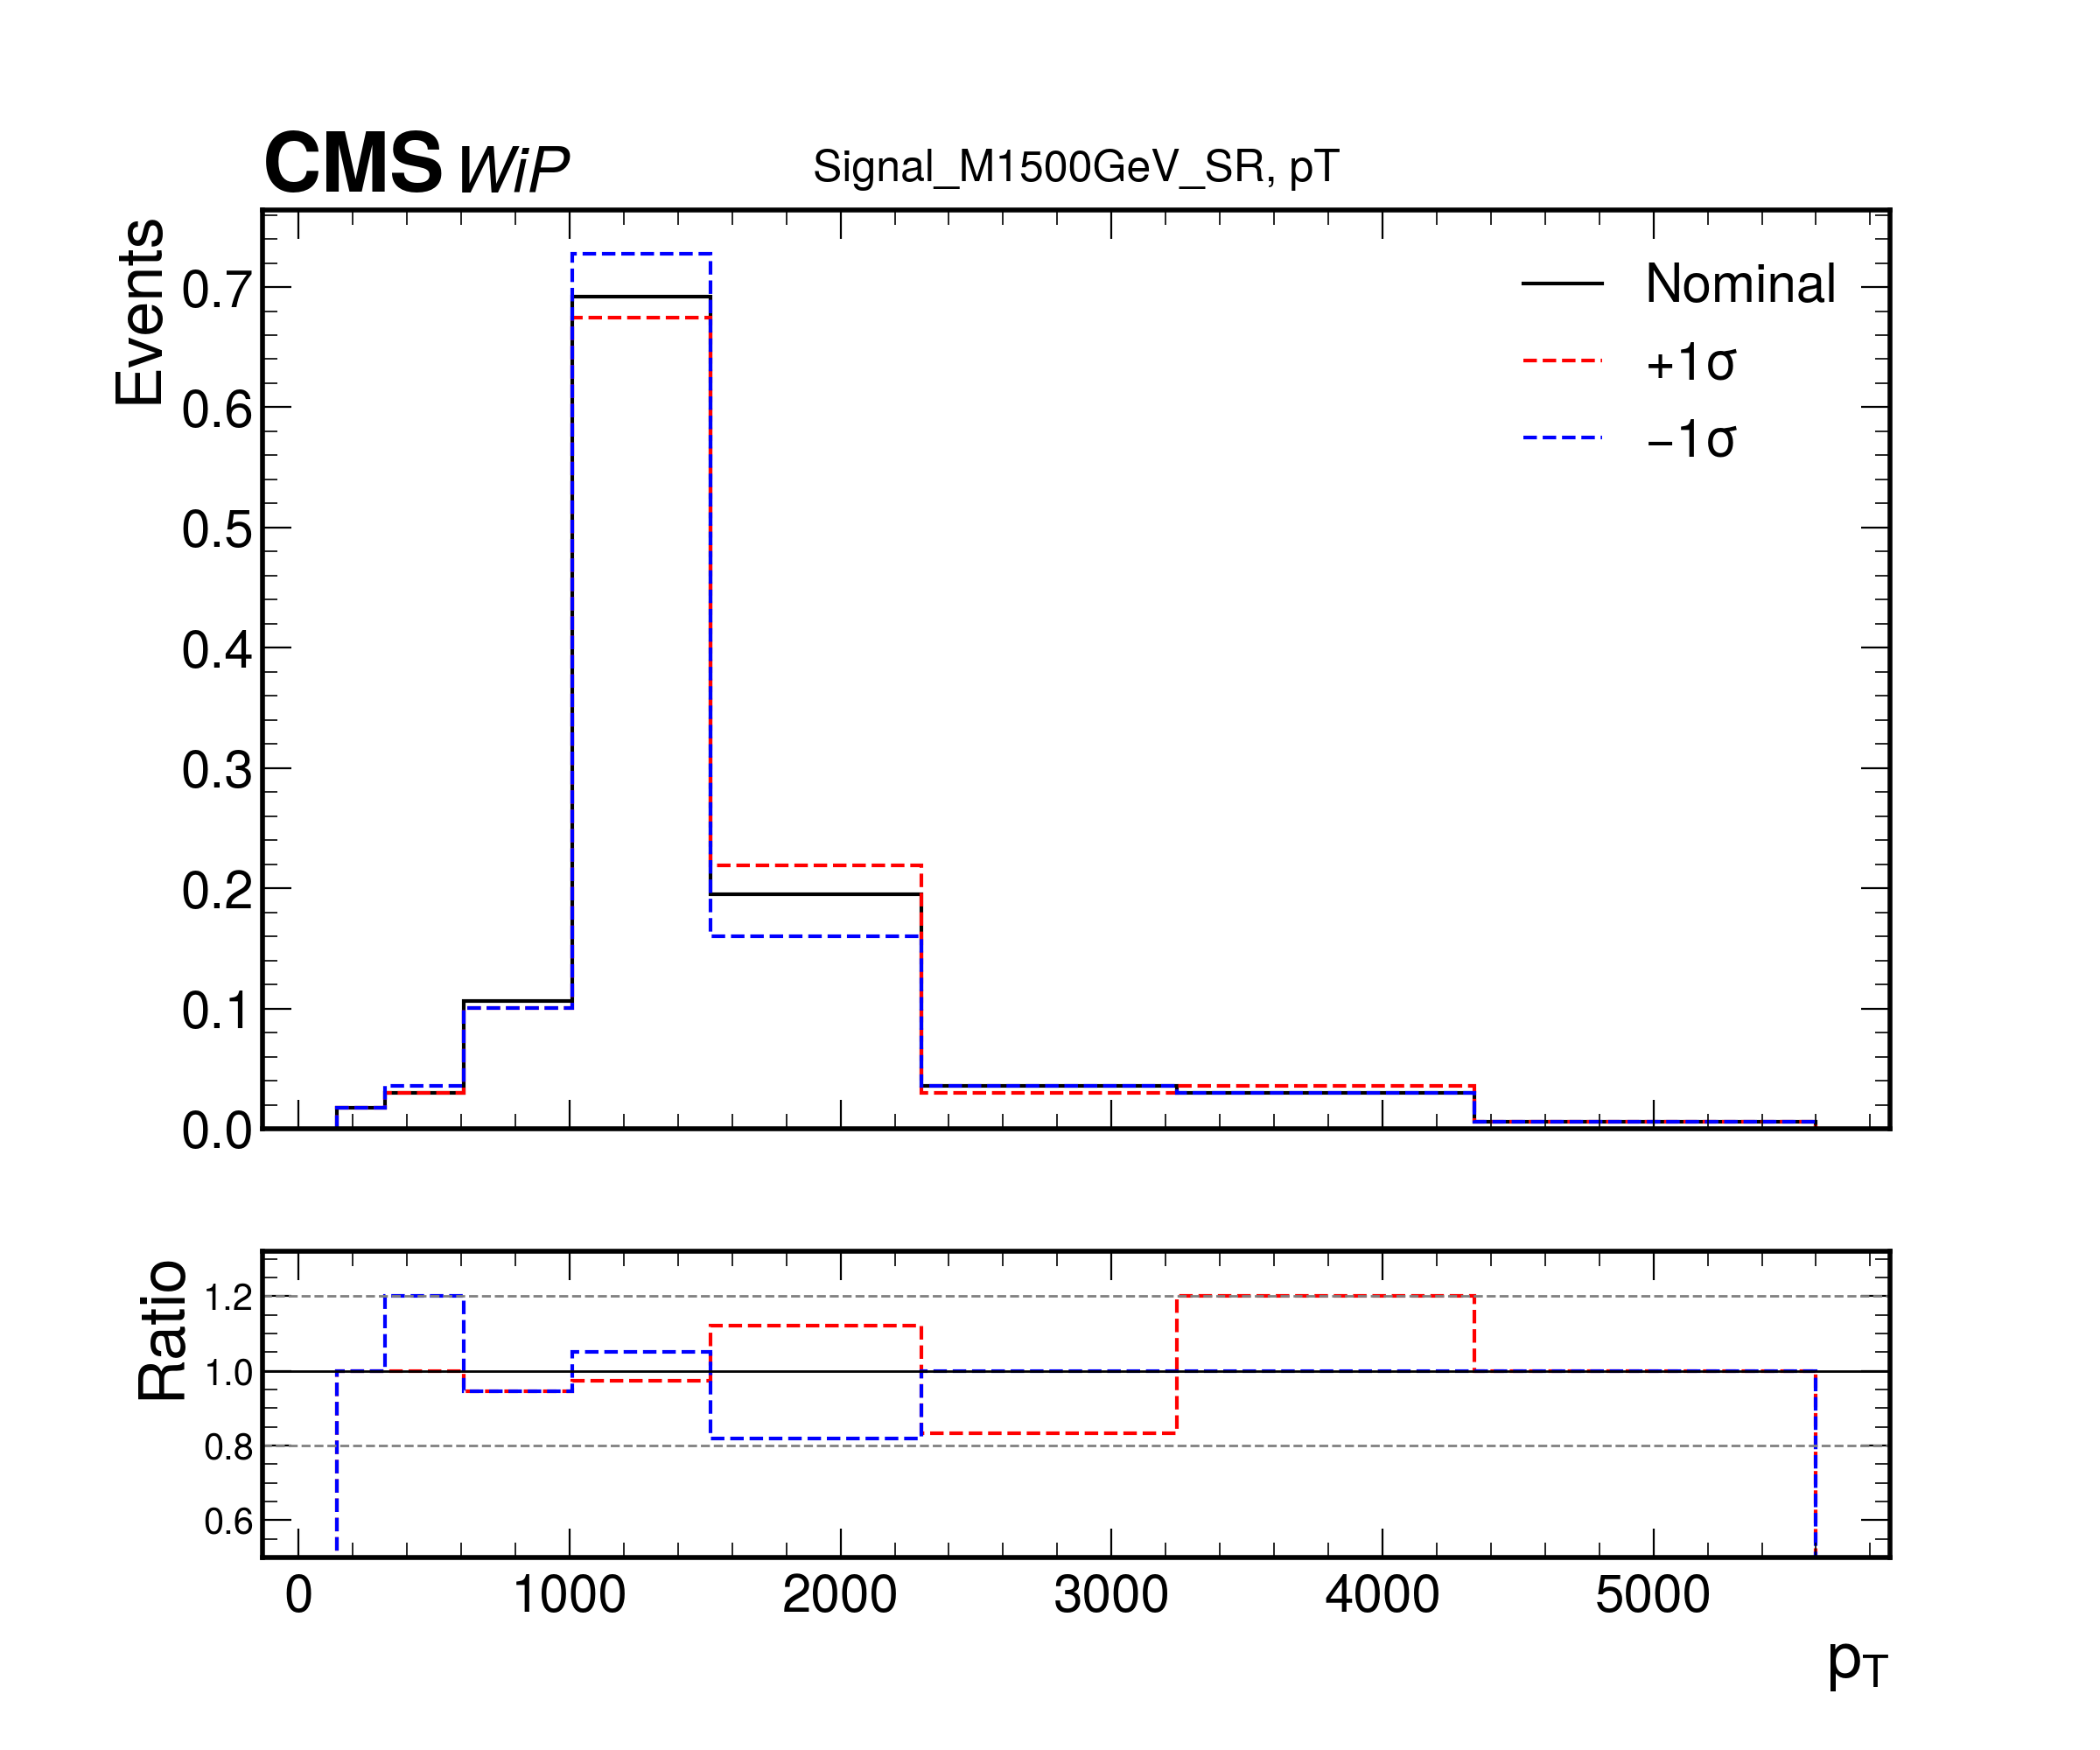 CMS WiP
Signal_M1500GeV_SR, pT
Events
0.7
0.6
0.5
0.4
0.3
0.2
0.1
0.0
Nominal
+1σ
−1σ
Ratio
1.2
1.0
0.8
0.6
0 1000 2000 3000 4000 5000
pT